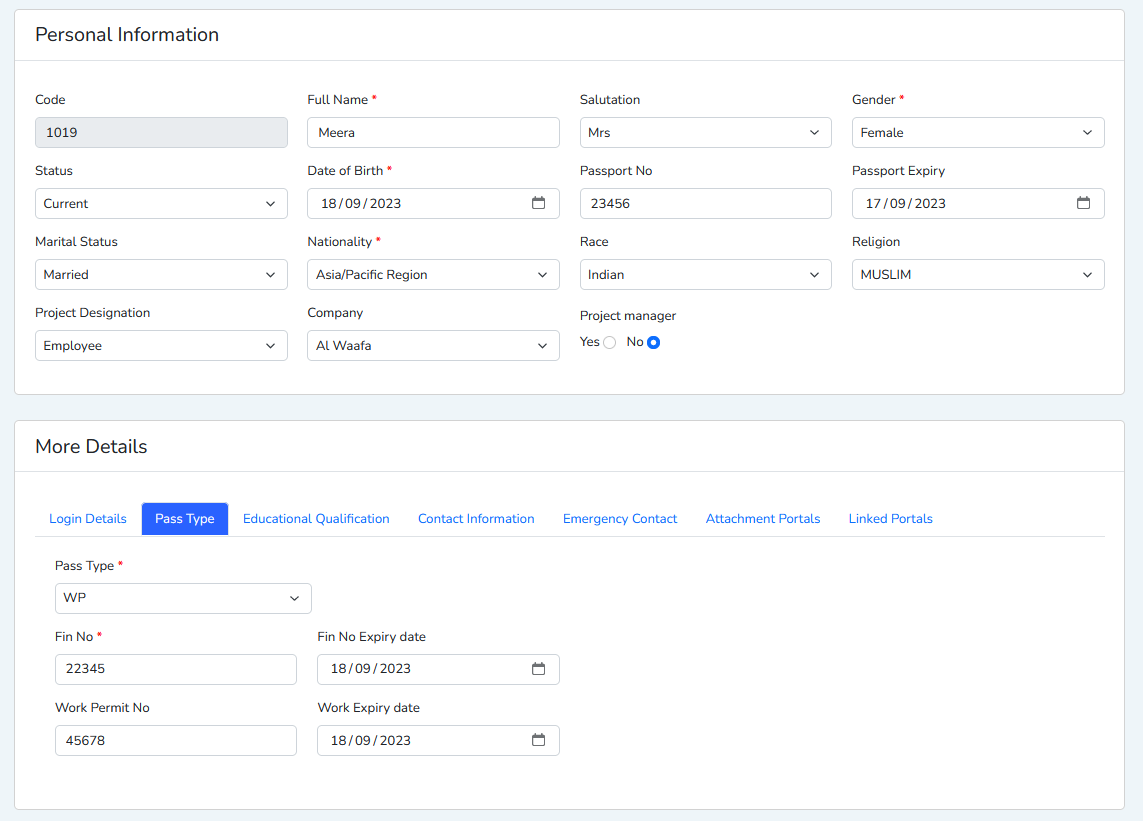 Personal Information
Code Full Name * Salutation Gender *
1019 Meera Mrs Female
Status Date of Birth * Passport No Passport Expiry
Current 18/09/2023 23456 17/09/2023
Marital Status Nationality * Race Religion
Married Asia/Pacific Region Indian MUSLIM
Project Designation Company Project manager
Employee Al Waafa Yes No
More Details
Login Details Pass Type Educational Qualification Contact Information Emergency Contact Attachment Portals Linked Portals
Pass Type *
WP
Fin No * Fin No Expiry date
22345 18/09/2023
Work Permit No Work Expiry date
45678 18/09/2023